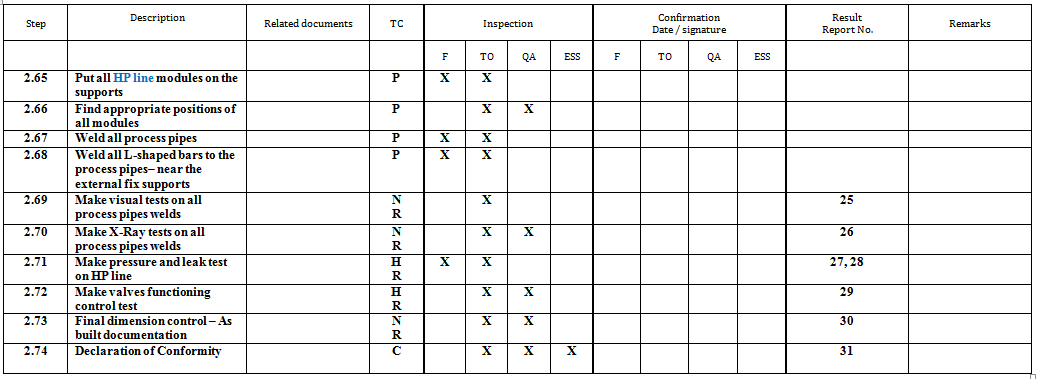 Step Description Related documents TC Inspection Confirmation Result Remarks
Date / signature Report No.
F TO QA ESS F TO QA ESS
2.65 Put all HP line modules on the P X X
supports
2.66 Find appropriate positions of P X X
all modules
2.67 Weld all process pipes P X X
2.68 Weld all L-shaped bars to the P X X
process pipes– near the
external fix supports
2.69 Make visual tests on all N X 25
process pipes welds R
2.70 Make X-Ray tests on all N X X 26
process pipes welds R
2.71 Make pressure and leak test H X X 27, 28
on HP line R
2.72 Make valves functioning H X X 29
control test R
2.73 Final dimension control – As N X X 30
built documentation R
2.74 Declaration of Conformity C X X X 31